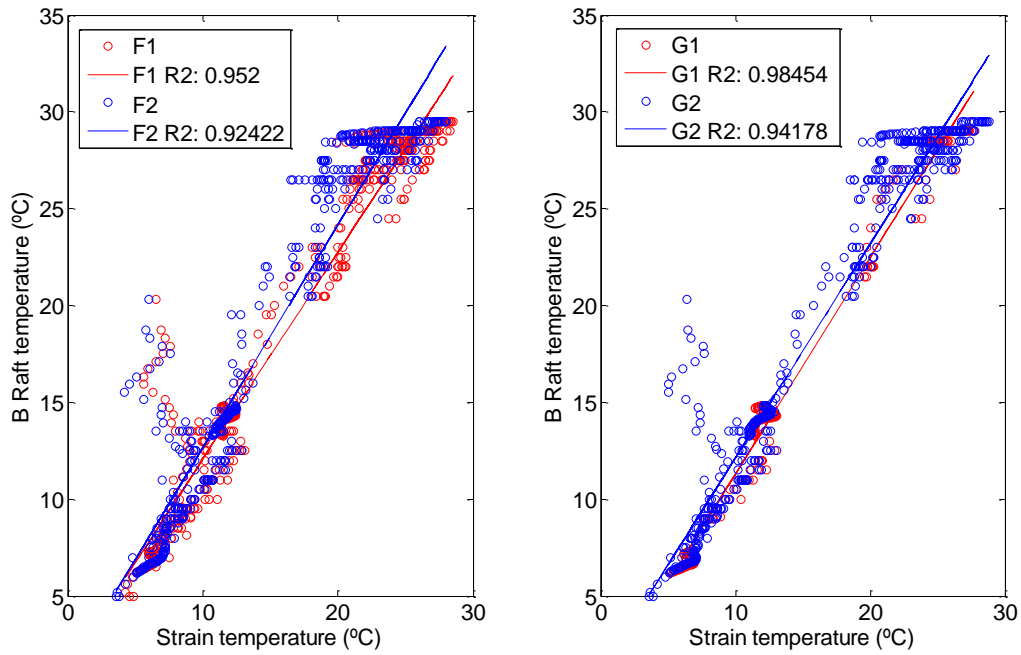 35
30
25
20
15
10
5
0
10
20
30
B Raft temperature (ºC)
Strain temperature (ºC)
F1
F1 R2: 0.952
F2
F2 R2: 0.92422
35
30
25
20
15
10
5
0
10
20
30
B Raft temperature (ºC)
Strain temperature (ºC)
G1
G1 R2: 0.98454
G2
G2 R2: 0.94178